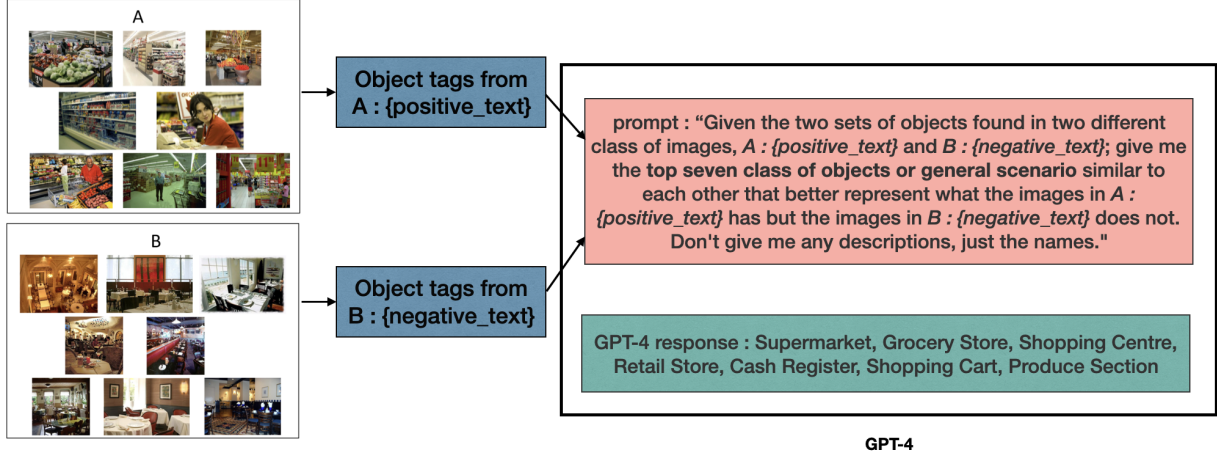 A
Object tags from
A : {positive_text}
prompt : “Given the two sets of objects found in two different
class of images, A : {positive_text} and B : {negative_text}; give me
the top seven class of objects or general scenario similar to
each other that better represent what the images in A :
{positive_text} has but the images in B : {negative_text} does not.
Don't give me any descriptions, just the names."
B
Object tags from
B : {negative_text}
GPT-4 response : Supermarket, Grocery Store, Shopping Centre,
Retail Store, Cash Register, Shopping Cart, Produce Section
GPT-4